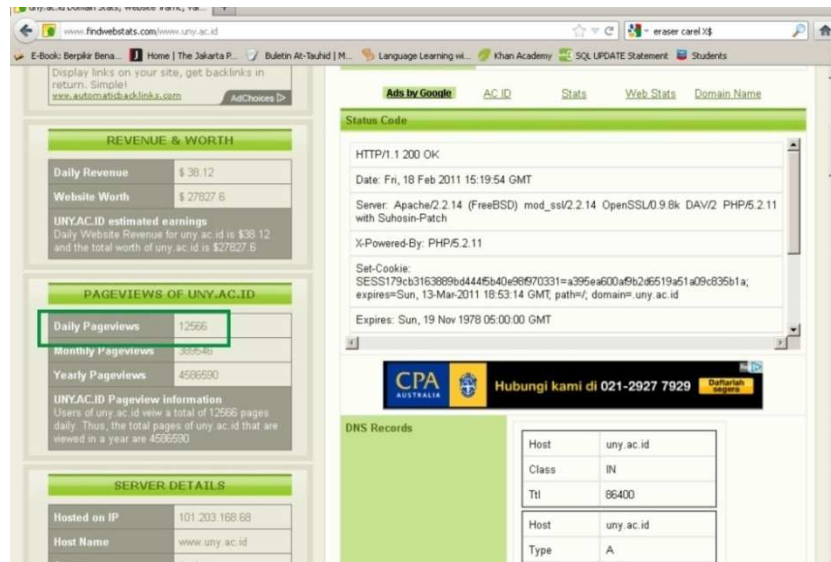 uny.ac.id Domain Stats, Website Traffic, Val...
www.findwebstats.com/www.uny.ac.id
eraser carel X$
E-Book: Berpikir Bena...
Home | The Jakarta P...
Buletin At-Tauhid | M...
Language Learning wi...
Khan Academy
SQL UPDATE Statement
Students
Display links on your site, get backlinks in
return. Simple!
www.automaticbacklinks.com
AdChoices
REVENUE & WORTH
Daily Revenue $ 38.12
Website Worth $ 27827.6
UNY.AC.ID estimated
earnings
Daily Website Revenue for uny.ac.id is $38.12
and the total worth of uny.ac.id is $27827.6
PAGEVIEWS OF UNY.AC.ID
Daily Pageviews 12566
Monthly Pageviews 389546
Yearly Pageviews 4586590
UNY.AC.ID Pageview
information
Users of uny.ac.id veiw a total of 12566 pages
daily. Thus, the total pages of uny.ac.id that are
viewed in a year are 4586590
SERVER DETAILS
Hosted on IP 101.203.168.68
Host Name www.uny.ac.id
Ads by Google AC ID Stats Web Stats Domain Name
Status Code
HTTP/1.1 200 OK
Date: Fri, 18 Feb 2011 15:19:54 GMT
Server: Apache/2.2.14 (FreeBSD) mod_ssl/2.2.14 OpenSSL/0.9.8k DAV/2 PHP/5.2.11
with Suhosin-Patch
X-Powered-By: PHP/5.2.11
Set-Cookie:
expires=Sun, 13-Mar-2011 18:53:14 GMT; path=/; domain=.uny.ac.id
Expires: Sun, 19 Nov 1978 05:00:00 GMT
CPA
AUSTRALIA
Hubungi kami di 021-2927 7929
Daftarlah
segera
DNS Records
Host uny.ac.id
Class IN
Ttl 86400
Host uny.ac.id
Type A